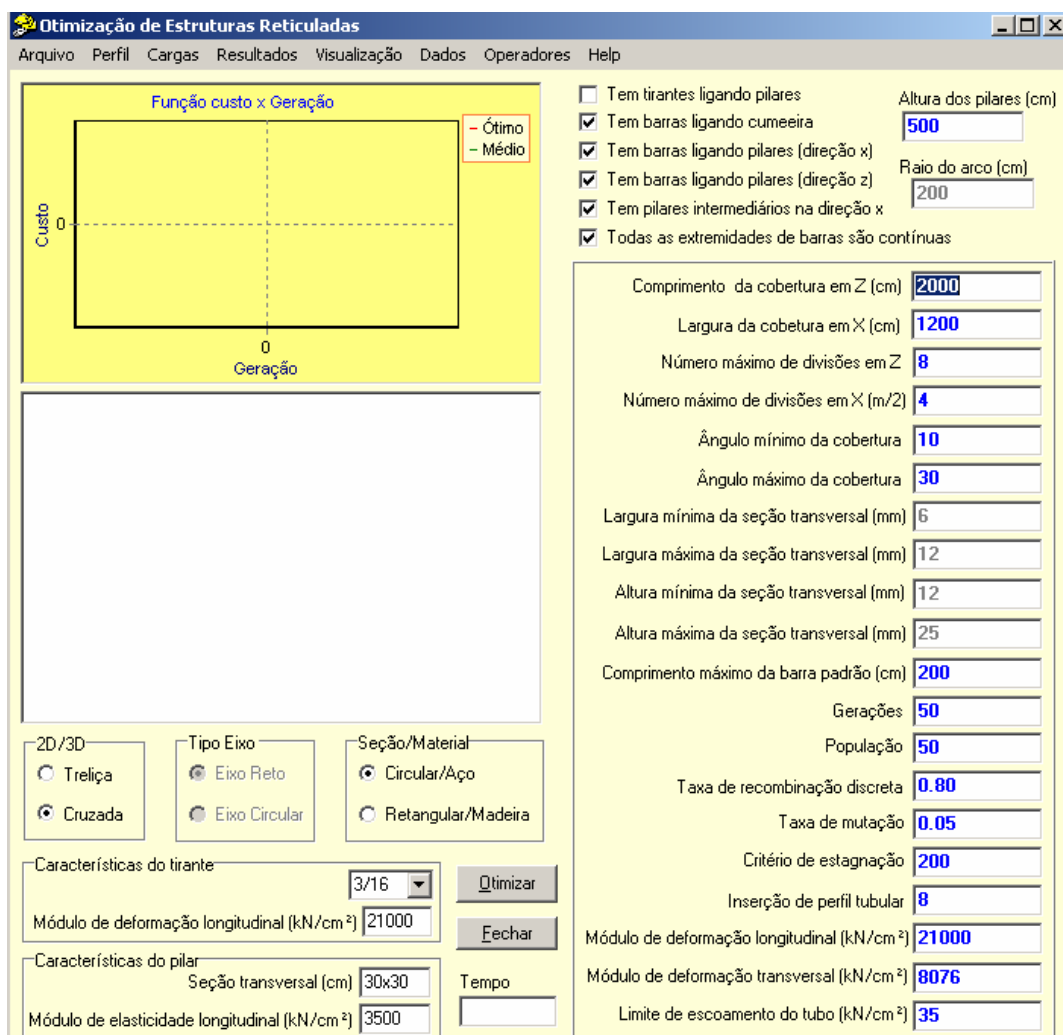 Otimização de Estruturas Reticuladas
Arquivo Perfil Cargas Resultados Visualização Dados Operadores Help
Função custo x Geração
Ótimo
Médio
Custo
0
0
Geração
Tem tirantes ligando pilares
Tem barras ligando cumeeira
Tem barras ligando pilares (direção x)
Tem barras ligando pilares (direção z)
Tem pilares intermediários na direção x
Todas as extremidades de barras são contínuas
Altura dos pilares (cm)
500
Raio do arco (cm)
200
Comprimento da cobertura em Z (cm) 2000
Largura da cobetura em X (cm) 1200
Número máximo de divisões em Z 8
Número máximo de divisões em X (m/2) 4
Ângulo mínimo da cobertura 10
Ângulo máximo da cobertura 30
Largura mínima da seção transversal (mm) 6
Largura máxima da seção transversal (mm) 12
Altura mínima da seção transversal (mm) 12
Altura máxima da seção transversal (mm) 25
Comprimento máximo da barra padrão (cm) 200
Gerações 50
População 50
Taxa de recombinação discreta 0.80
Taxa de mutação 0.05
Critério de estagnação 200
Inserção de perfil tubular 8
Módulo de deformação longitudinal (kN/cm²) 21000
Módulo de deformação transversal (kN/cm²) 8076
Limite de escoamento do tubo (kN/cm²) 35
2D/3D
Treliça
Cruzada
Tipo Eixo
Eixo Reto
Eixo Circular
Seção/Material
Circular/Aço
Retangular/Madeira
Características do tirante
3/16
Módulo de deformação longitudinal (kN/cm²) 21000
Otimizar
Fechar
Características do pilar
Seção transversal (cm) 30x30
Módulo de elasticidade longitudinal (kN/cm²) 3500
Tempo